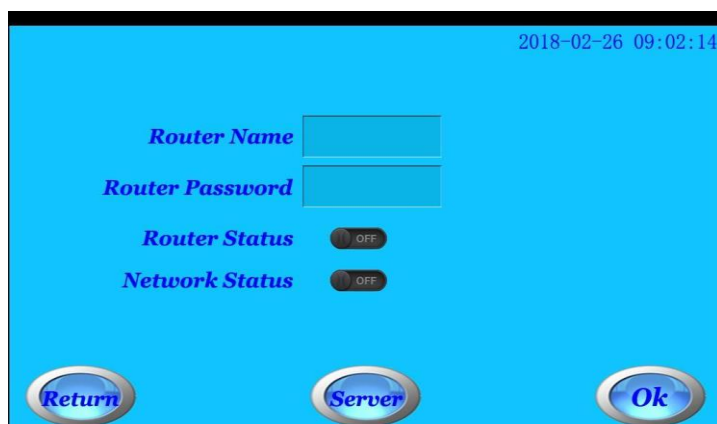 2018-02-26 09:02:14
Router Name
Router Password
Router Status OFF
Network Status OFF
Return Server Ok